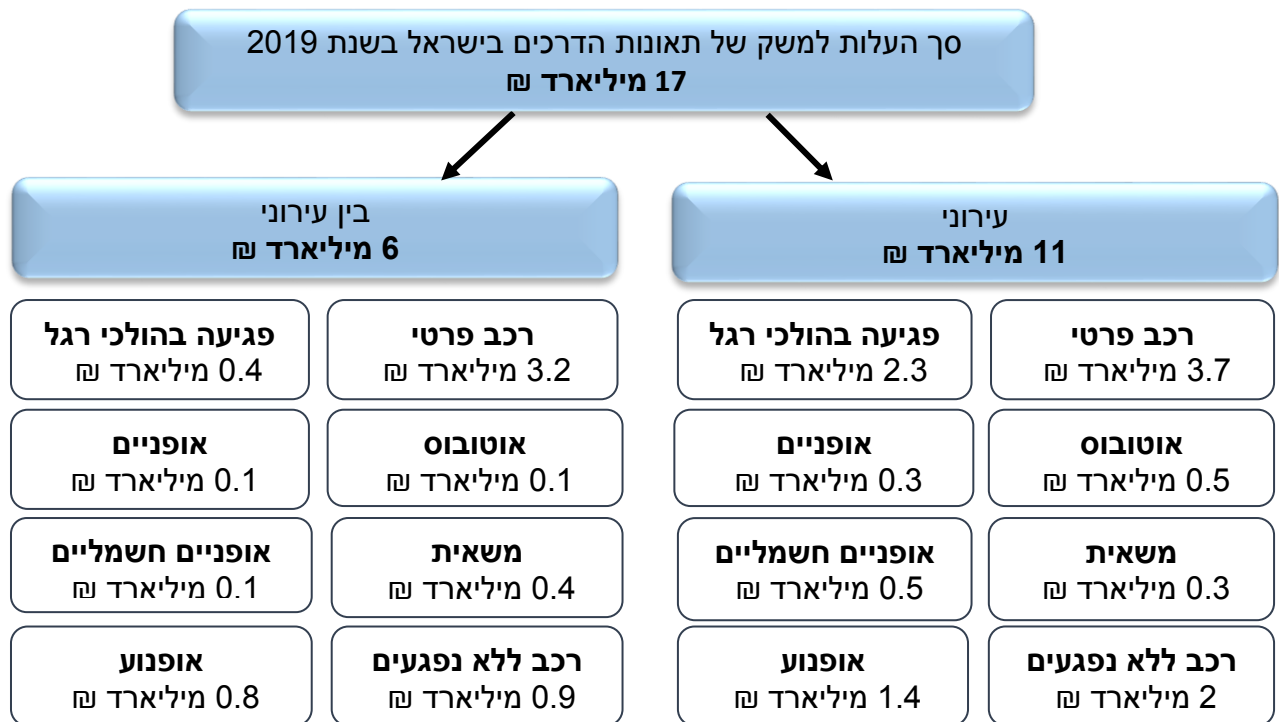 סך העלות למשק של תאונות הדרכים בישראל בשנת 2019
17 מיליארד ₪
עירוני
11 מיליארד ₪
רכב פרטי
3.7 מיליארד ₪
פגיעה בהולכי רגל
2.3 מיליארד ₪
אוטובוס
0.5 מיליארד ₪
אופניים
0.3 מיליארד ₪
משאית
0.3 מיליארד ₪
אופניים חשמליים
0.5 מיליארד ₪
רכב ללא נפגעים
2 מיליארד ₪
אופנוע
1.4 מיליארד ₪
בין עירוני
6 מיליארד ₪
רכב פרטי
3.2 מיליארד ₪
פגיעה בהולכי רגל
0.4 מיליארד ₪
אוטובוס
0.1 מיליארד ₪
אופניים
0.1 מיליארד ₪
משאית
0.4 מיליארד ₪
אופניים חשמליים
0.1 מיליארד ₪
רכב ללא נפגעים
0.9 מיליארד ₪
אופנוע
0.8 מיליארד ₪